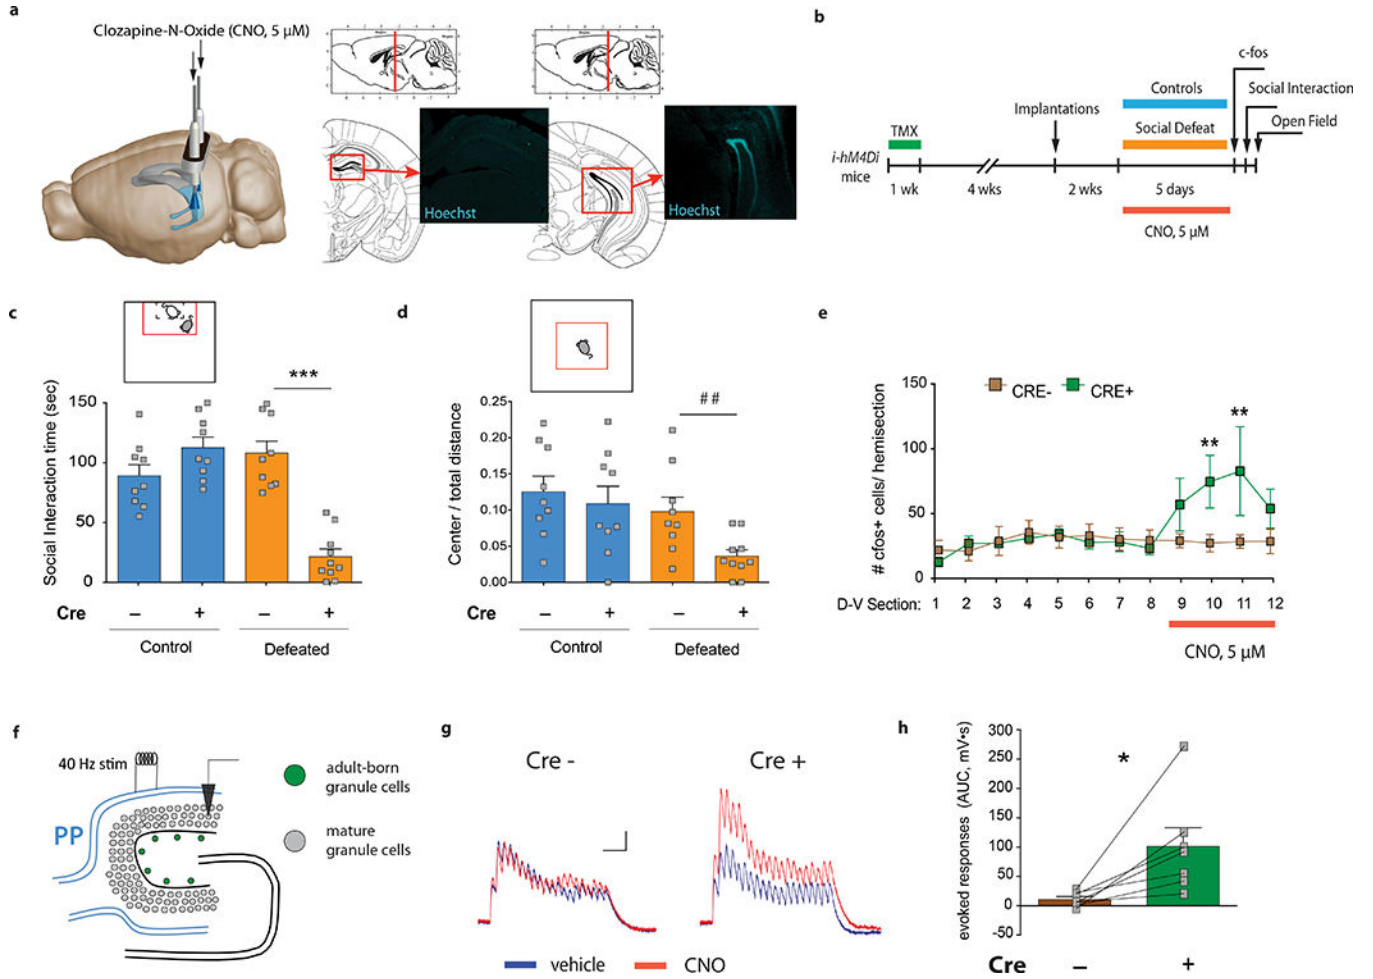 a
Clozapine-N-Oxide (CNO, 5 µM)
Hoechst
Hoechst
b
c-fos
Controls
Social Interaction
Implantations
Social Defeat
Open Field
TMX
i-hM4Di
mice
1 wk
4 wks
2 wks
5 days
CNO, 5 µM
c
***
Social Interaction time (sec)
150
100
50
0
Cre
–
+
–
+
Control
Defeated
d
##
Center / total distance
0.25
0.20
0.15
0.10
0.05
0.00
Cre
–
+
–
+
Control
Defeated
e
CRE-
CRE+
**
**
# cfos+ cells/ hemisection
150
100
50
0
D-V Section:
1 2 3 4 5 6 7 8 9 10 11 12
CNO, 5 µM
f
40 Hz stim
PP
adult-born
granule cells
mature
granule cells
g
Cre -
Cre +
vehicle
CNO
h
*
evoked responses (AUC, mV•s)
300
250
200
150
100
50
0
-50
Cre
–
+